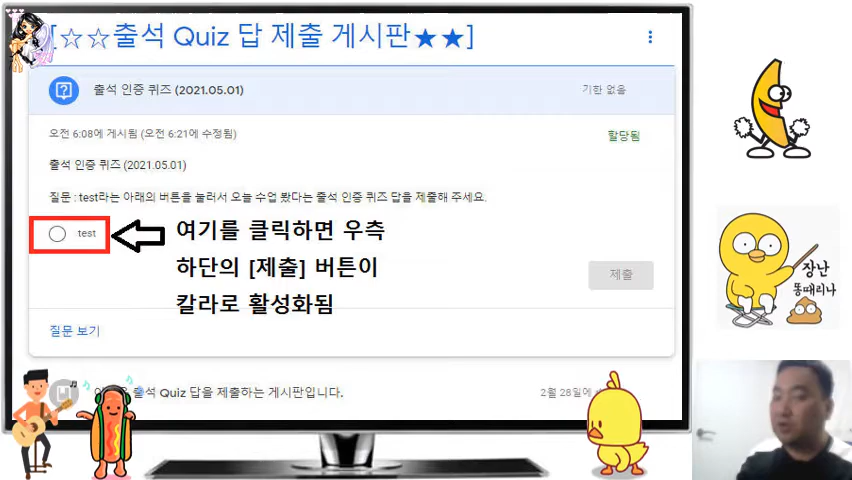 [☆☆출석 Quiz 답 제출 게시판★★]
출석 인증 퀴즈 (2021.05.01)
기한 없음
오전 6:08에 게시됨 (오전 6:21에 수정됨)
할당됨
출석 인증 퀴즈 (2021.05.01)
질문 : test라는 아래의 버튼을 눌러서 오늘 수업 봤다는 출석 인증 퀴즈 답을 제출해 주세요.
test
여기를 클릭하면 우측
하단의 [제출] 버튼이
칼라로 활성화됨
제출
질문 보기
출석 Quiz 답을 제출하는 게시판입니다.
2월 28일에
장난
똥때리나